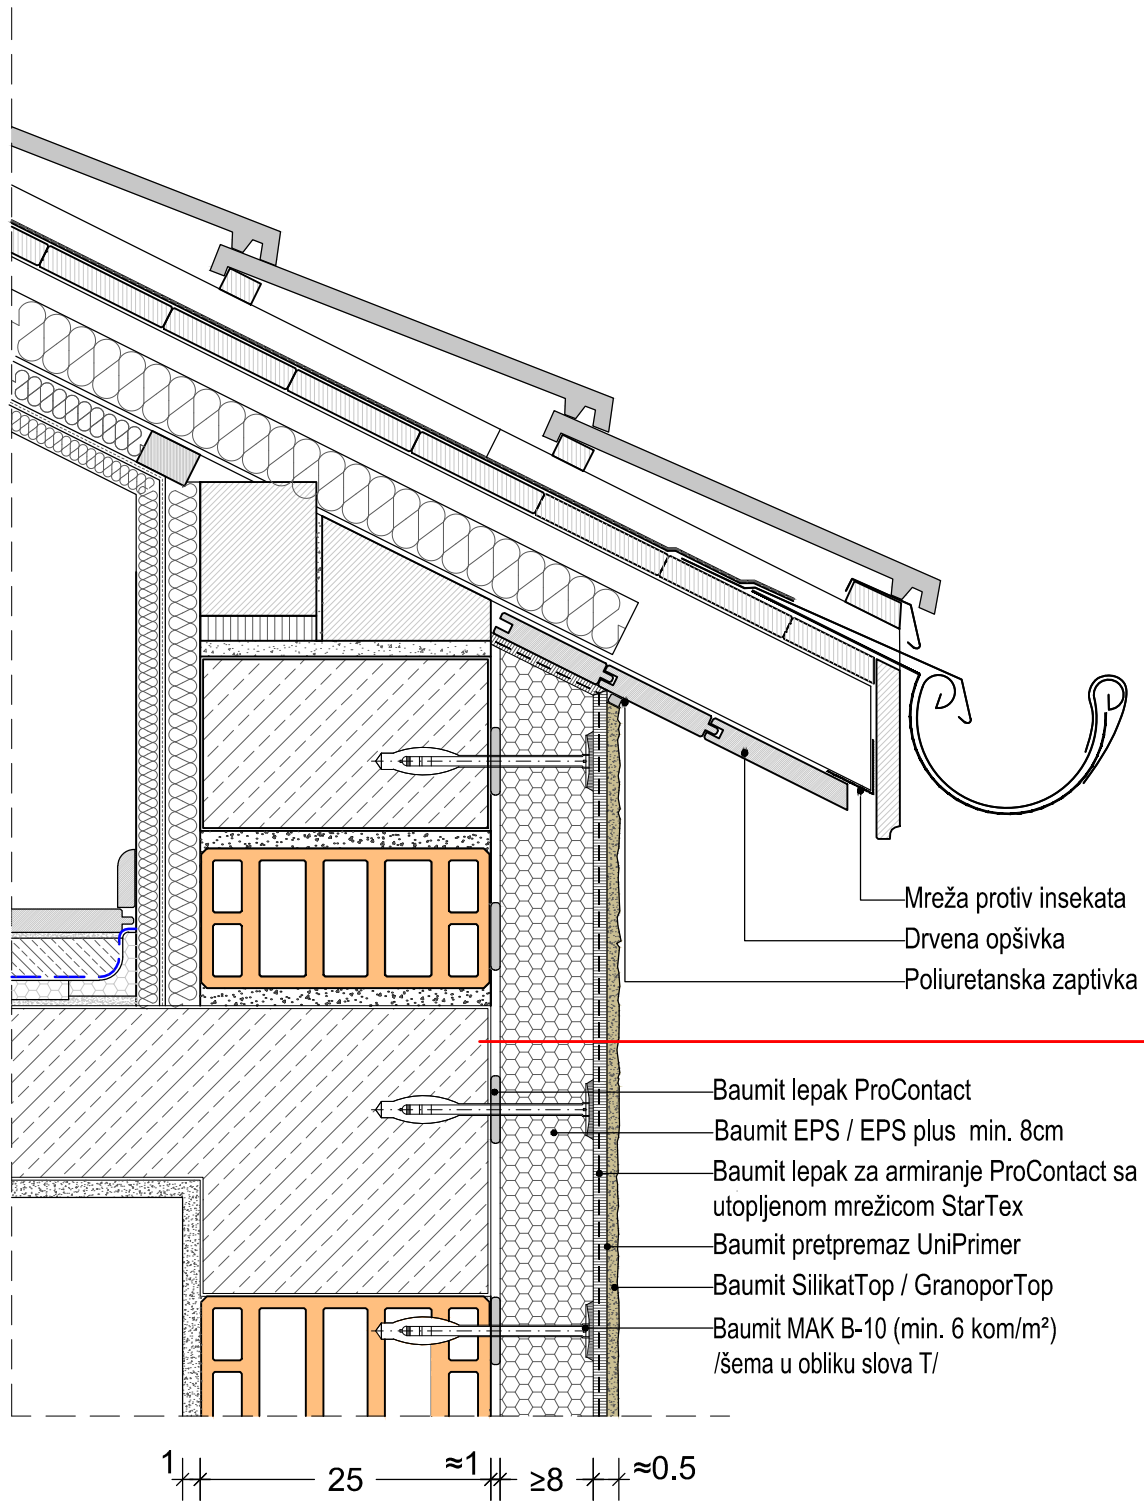 Mreža protiv insekata
Drvena opšivka
Poliuretanska zaptivka
Baumit lepak ProContact
Baumit EPS / EPS plus min. 8cm
Baumit lepak za armiranje ProContact sa
utopljenom mrežicom StarTex
Baumit pretpremaz UniPrimer
Baumit SilikatTop / GranoporTop
Baumit MAK B-10 (min. 6 kom/m²)
/šema u obliku slova T/
1 25 ≈1 ≥8 ≈0.5